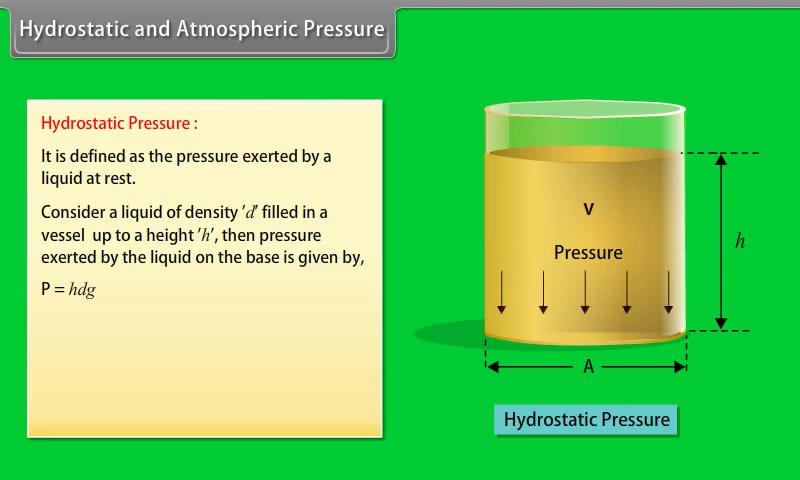 Hydrostatic and Atmospheric Pressure
Hydrostatic Pressure :
It is defined as the pressure exerted by a
liquid at rest.
Consider a liquid of density 'd' filled in a
vessel up to a height 'h', then pressure
exerted by the liquid on the base is given by,
P = hdg
V
Pressure
h
A
Hydrostatic Pressure